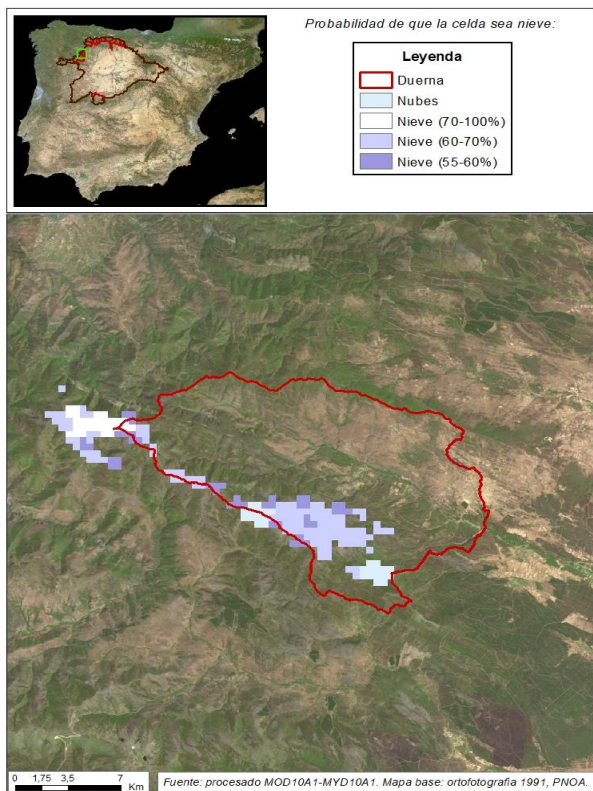 Probabilidad de que la celda sea nieve:
Leyenda
Duerna
Nubes
Nieve (70-100%)
Nieve (60-70%)
Nieve (55-60%)
0 1,75 3,5 7
Km
Fuente: procesado MOD10A1-MYD10A1. Mapa base: ortofotografia 1991, PNOA.